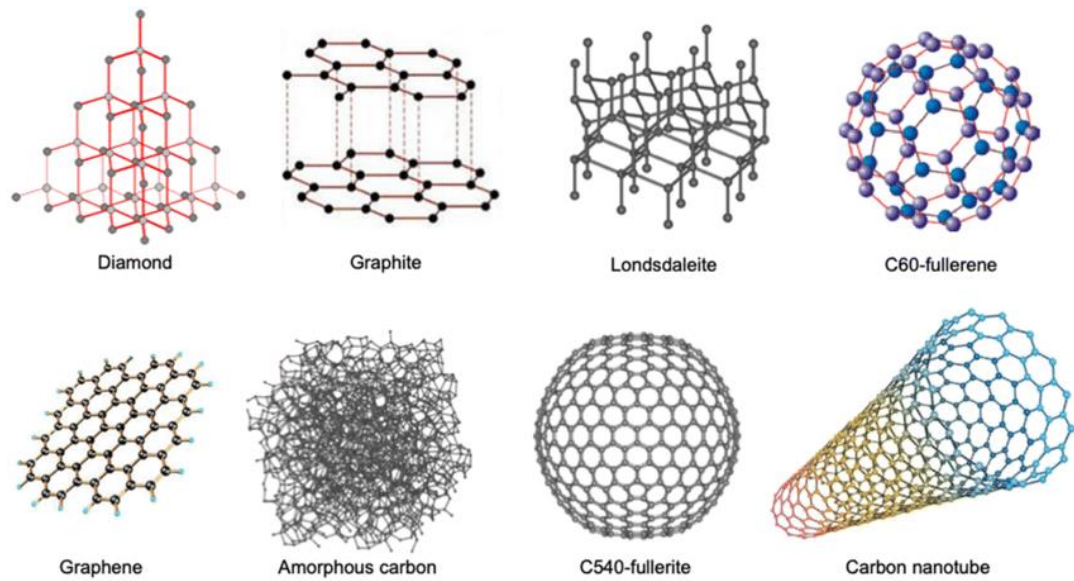 Diamond
Graphite
Londsdaleite
C60-fullerene
Graphene
Amorphous carbon
C540-fullerite
Carbon nanotube